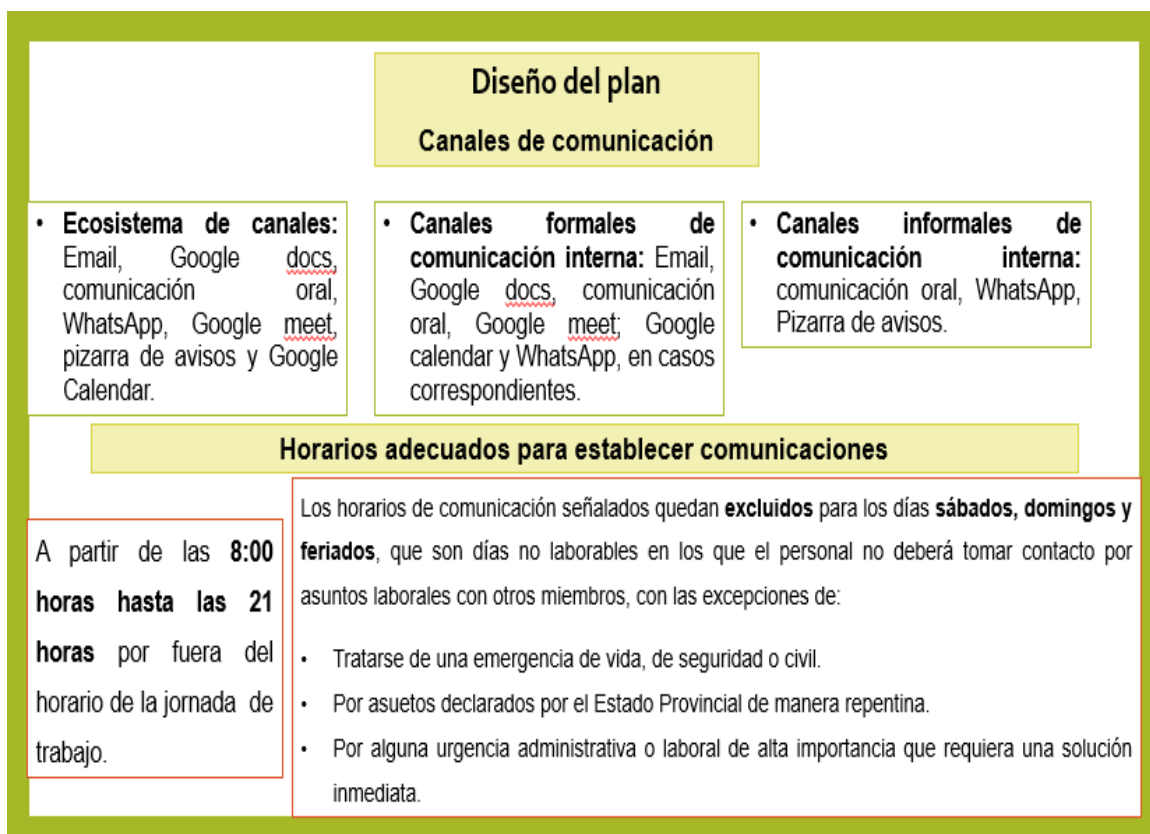 Diseño del plan
Canales de comunicación
• Ecosistema de canales:
Email, Google docs,
comunicación oral,
WhatsApp, Google meet,
pizarra de avisos y Google
Calendar.
• Canales formales de
comunicación interna: Email,
Google docs, comunicación
oral, Google meet; Google
calendar y WhatsApp, en casos
correspondientes.
• Canales informales de
comunicación interna:
comunicación oral, WhatsApp,
Pizarra de avisos.
Horarios adecuados para establecer comunicaciones
A partir de las 8:00
horas hasta las 21
horas por fuera del
horario de la jornada de
trabajo.
Los horarios de comunicación señalados quedan excluidos para los días sábados, domingos y
feriados, que son días no laborables en los que el personal no deberá tomar contacto por
asuntos laborales con otros miembros, con las excepciones de:
• Tratarse de una emergencia de vida, de seguridad o civil.
• Por asuetos declarados por el Estado Provincial de manera repentina.
• Por alguna urgencia administrativa o laboral de alta importancia que requiera una solución
inmediata.